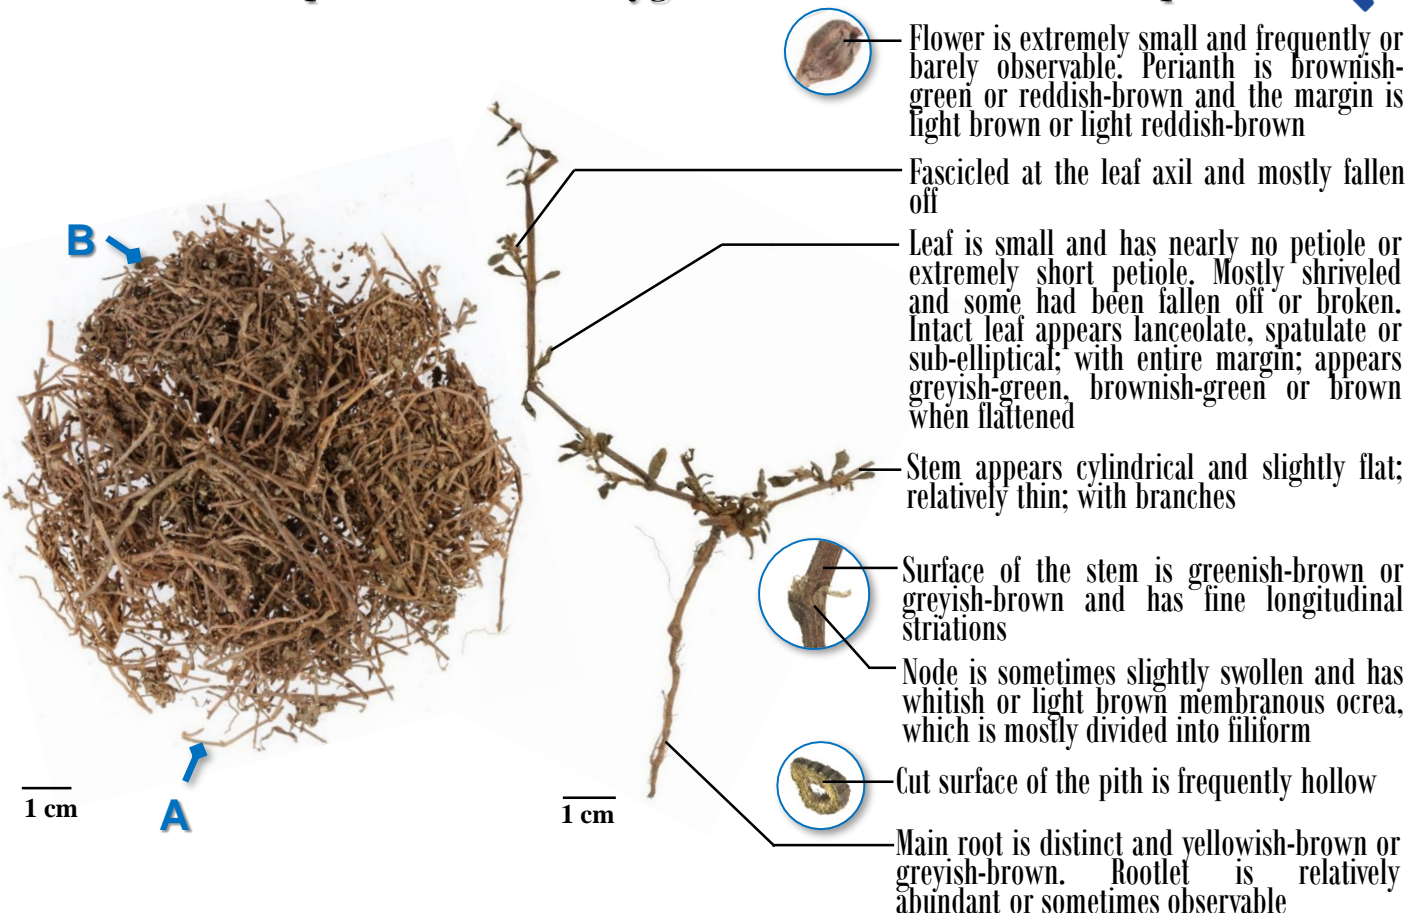 Flower is extremely small and frequently or
barely observable. Perianth is brownish-
green or reddish-brown and the margin is
light brown or light reddish-brown
Fascicled at the leaf axil and mostly fallen
off
Leaf is small and has nearly no petiole or
extremely short petiole. Mostly shriveled
and some had been fallen off or broken.
Intact leaf appears lanceolate, spatulate or
sub-elliptical; with entire margin; appears
greyish-green, brownish-green or brown
when flattened
B
Stem appears cylindrical and slightly flat;
relatively thin; with branches
Surface of the stem is greenish-brown or
greyish-brown and has fine longitudinal
striations
Node is sometimes slightly swollen and has
whitish or light brown membranous ocrea,
which is mostly divided into filiform
Cut surface of the pith is frequently hollow
1 cm
A
1 cm
Main root is distinct and yellowish-brown or
greyish-brown. Rootlet is relatively
abundant or sometimes observable